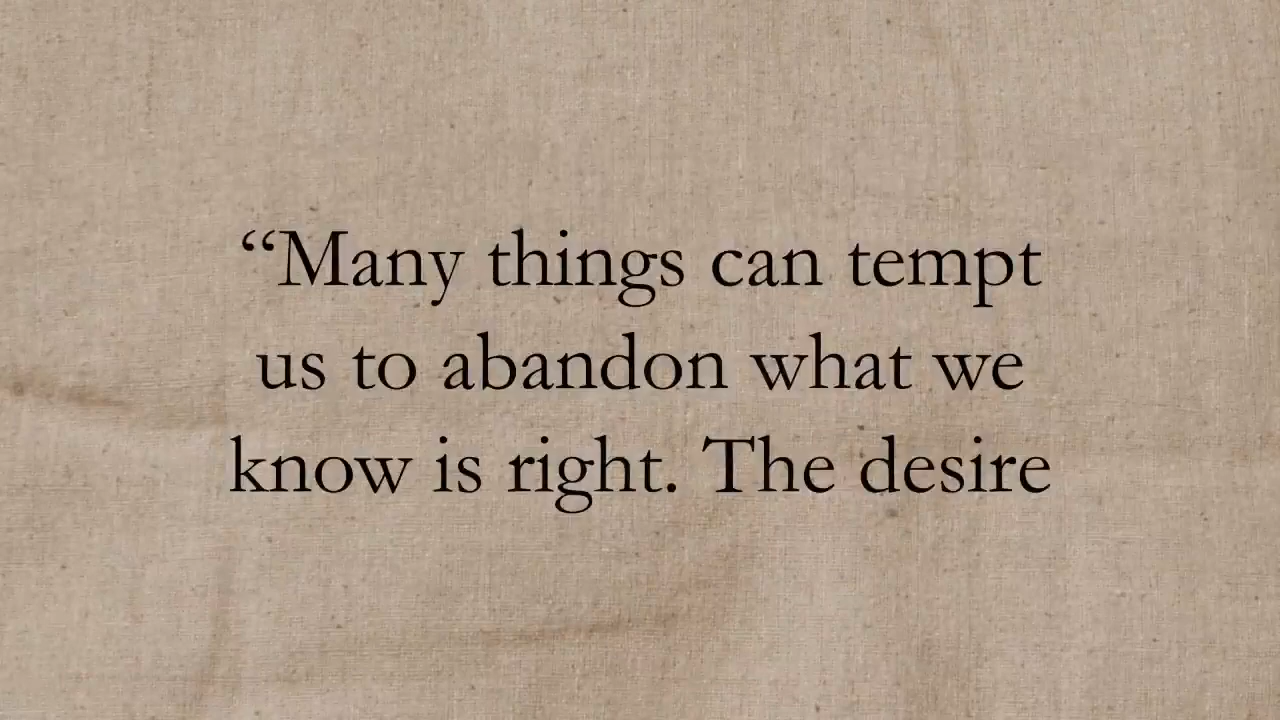 “Many things can tempt
us to abandon what we
know is right. The desire